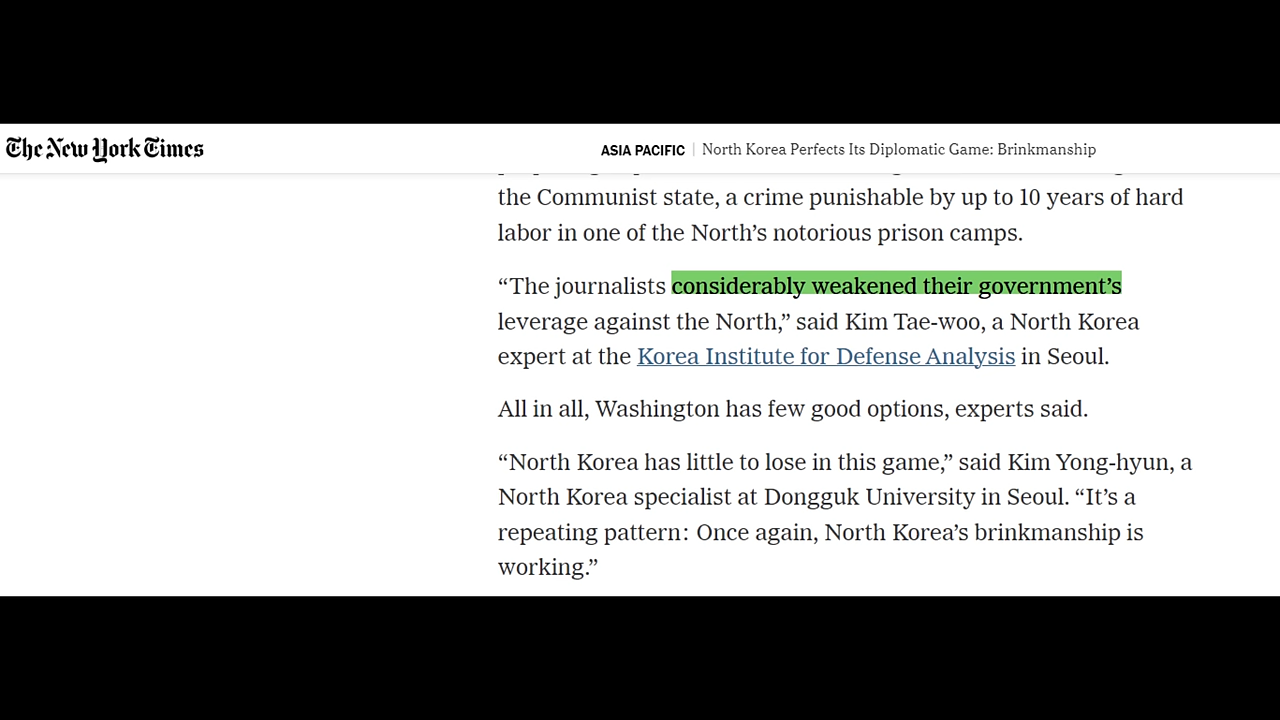 The New York Times
ASIA PACIFIC | North Korea Perfects Its Diplomatic Game: Brinkmanship
the Communist state, a crime punishable by up to 10 years of hard
labor in one of the North’s notorious prison camps.
“The journalists considerably weakened their government’s
leverage against the North,” said Kim Tae-woo, a North Korea
expert at the Korea Institute for Defense Analysis in Seoul.
All in all, Washington has few good options, experts said.
“North Korea has little to lose in this game,” said Kim Yong-hyun, a
North Korea specialist at Dongguk University in Seoul. “It’s a
repeating pattern: Once again, North Korea’s brinkmanship is
working.”